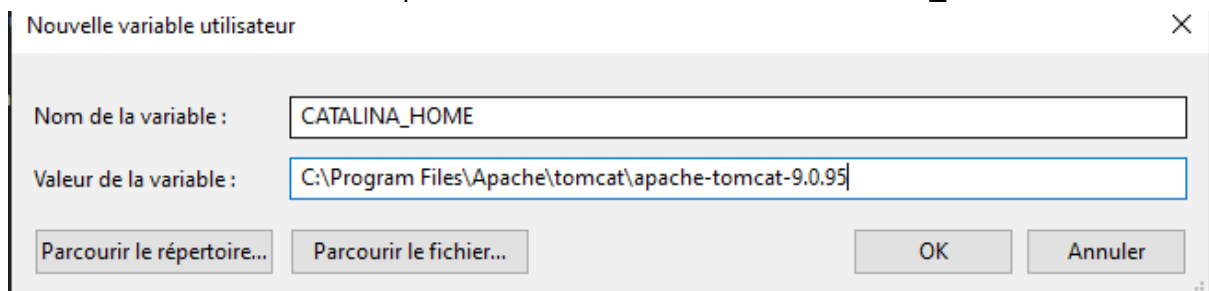 Nouvelle variable utilisateur
Nom de la variable : CATALINA_HOME
Valeur de la variable : C:\Program Files\Apache\tomcat\apache-tomcat-9.0.95
Parcourir le répertoire... Parcourir le fichier... OK Annuler